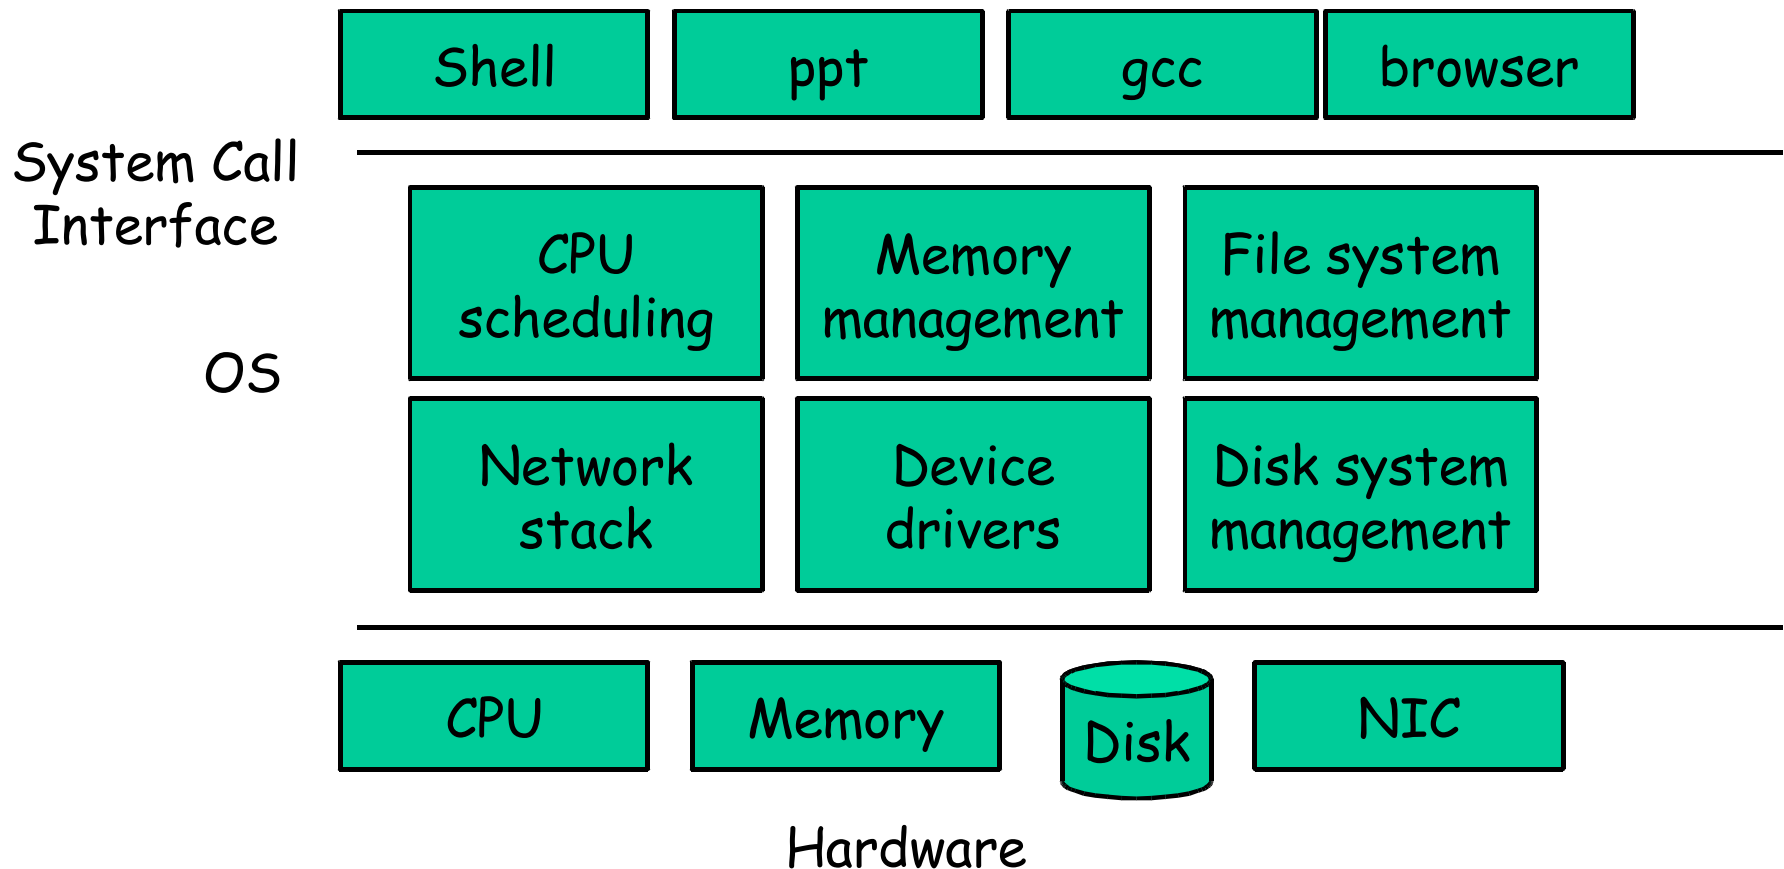 Shell
ppt
gcc
browser
System Call
Interface
CPU
scheduling
Memory
management
File system
management
OS
Network
stack
Device
drivers
Disk system
management
CPU
Memory
Disk
NIC
Hardware